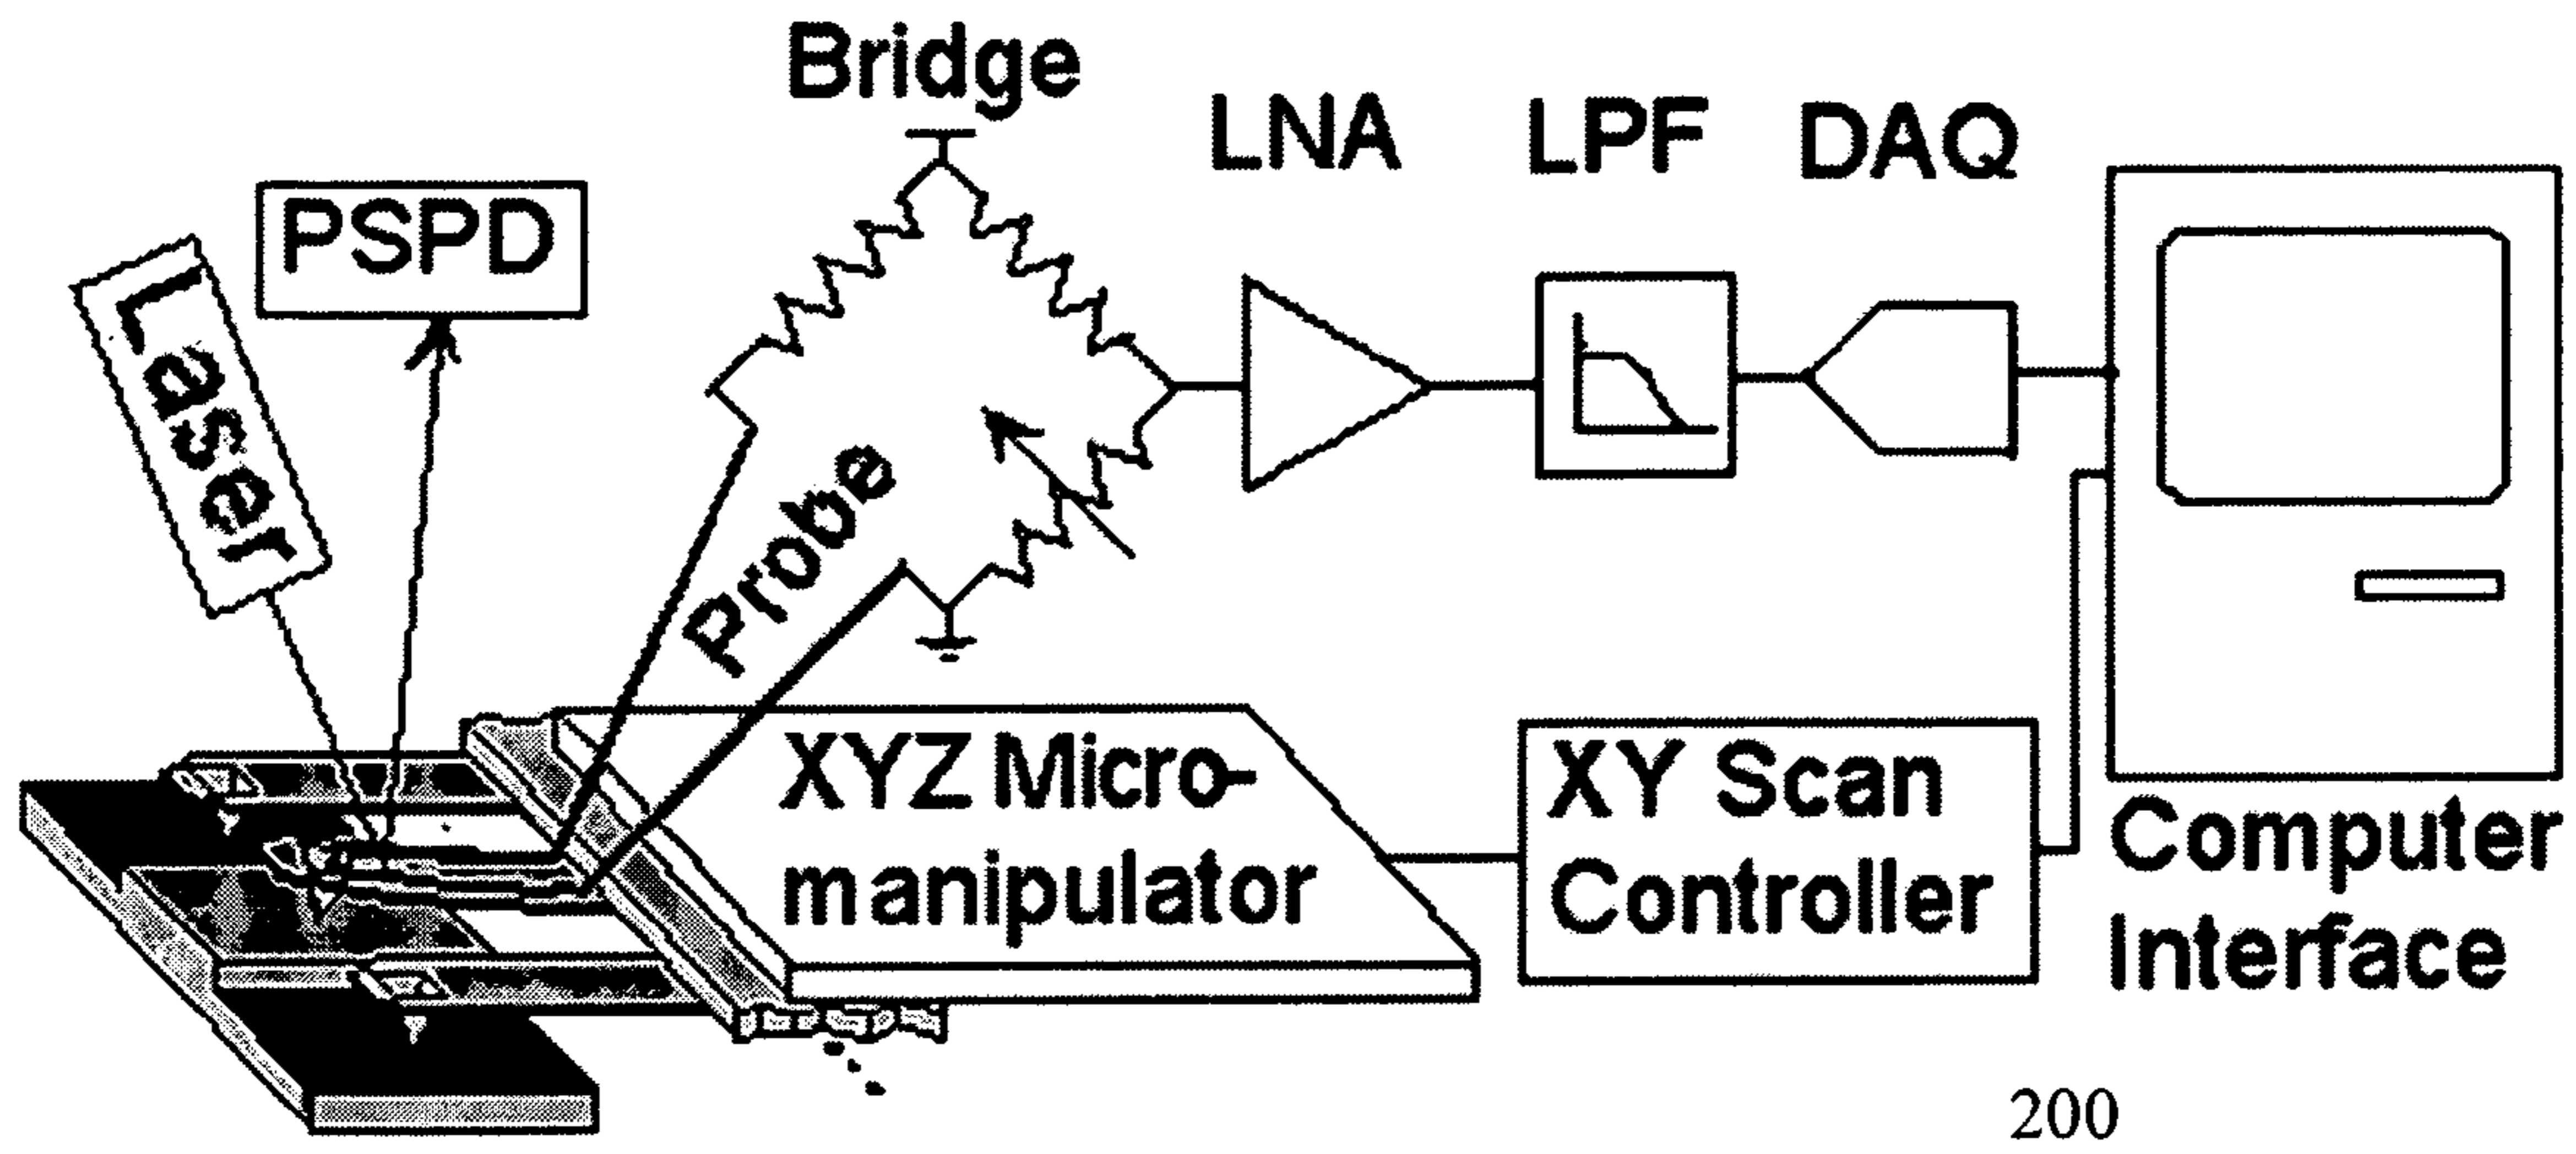 Bridge
LNA
LPF
DAQ
PSPD
Laser
Probe
XYZ Micro-
manipulator
XY Scan
Controller
Computer
Interface
200